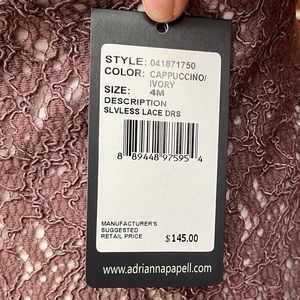 STYLE: 041871750
COLOR: CAPPUCCINO/
IVORY
SIZE: 4M
DESCRIPTION
SLVLESS LACE DRS
8 89448 97595 4
MANUFACTURER'S
SUGGESTED
RETAIL PRICE $145.00
www.adriannapapell.com